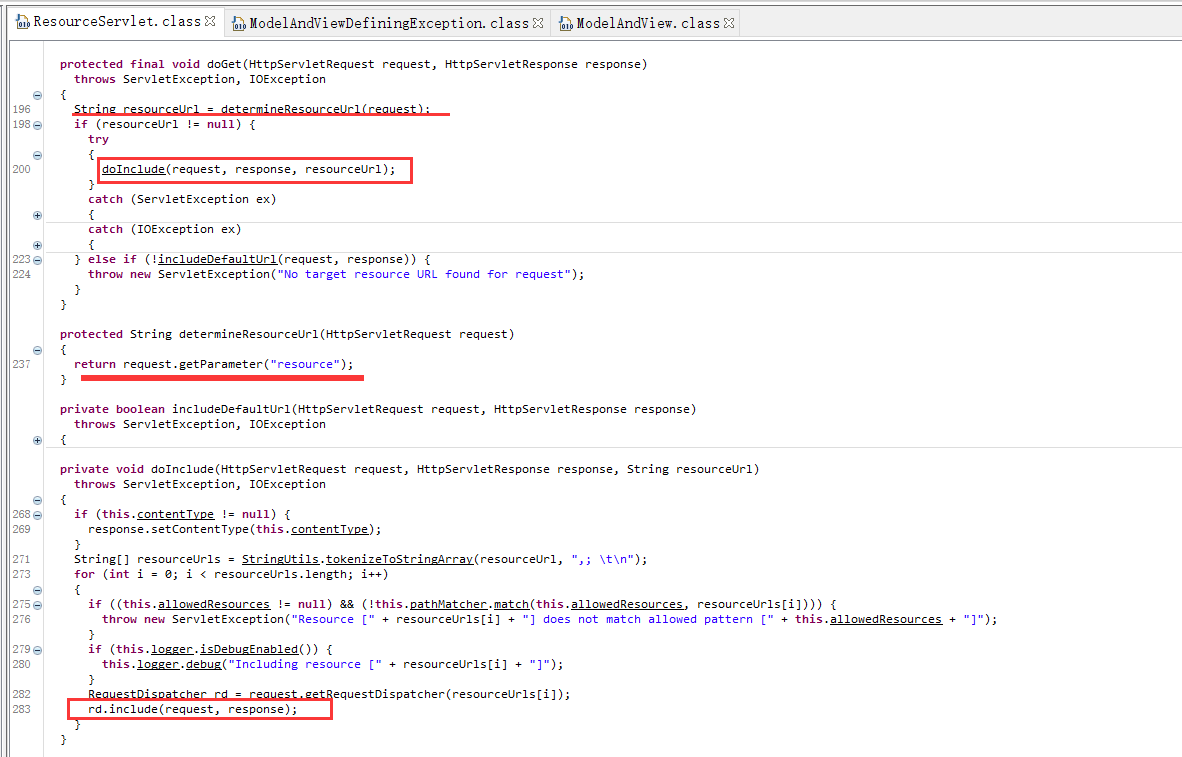 ResourceServlet.class ModelAndViewDefiningException.class ModelAndView.class
protected final void doGet(HttpServletRequest request, HttpServletResponse response)
throws ServletException, IOException
{
196 String resourceUrl = determineResourceUrl(request);
198 if (resourceUrl != null) {
try
{
200 doInclude(request, response, resourceUrl);
}
catch (ServletException ex)
{
catch (IOException ex)
{
223 } else if (!includeDefaultUrl(request, response)) {
224 throw new ServletException("No target resource URL found for request");
}
}
protected String determineResourceUrl(HttpServletRequest request)
{
237 return request.getParameter("resource");
}
private boolean includeDefaultUrl(HttpServletRequest request, HttpServletResponse response)
throws ServletException, IOException
{
private void doInclude(HttpServletRequest request, HttpServletResponse response, String resourceUrl)
throws ServletException, IOException
{
268 if (this.contentType != null) {
269 response.setContentType(this.contentType);
}
271 String[] resourceUrls = StringUtils.tokenizeToStringArray(resourceUrl, ",; \t\n");
273 for (int i = 0; i < resourceUrls.length; i++)
{
275 if ((this.allowedResources != null) && (!this.pathMatcher.match(this.allowedResources, resourceUrls[i]))) {
276 throw new ServletException("Resource [" + resourceUrls[i] + "] does not match allowed pattern [" + this.allowedResources + "]");
}
279 if (this.logger.isDebugEnabled()) {
280 this.logger.debug("Including resource [" + resourceUrls[i] + "]");
}
282 RequestDispatcher rd = request.getRequestDispatcher(resourceUrls[i]);
283 rd.include(request, response);
}
}